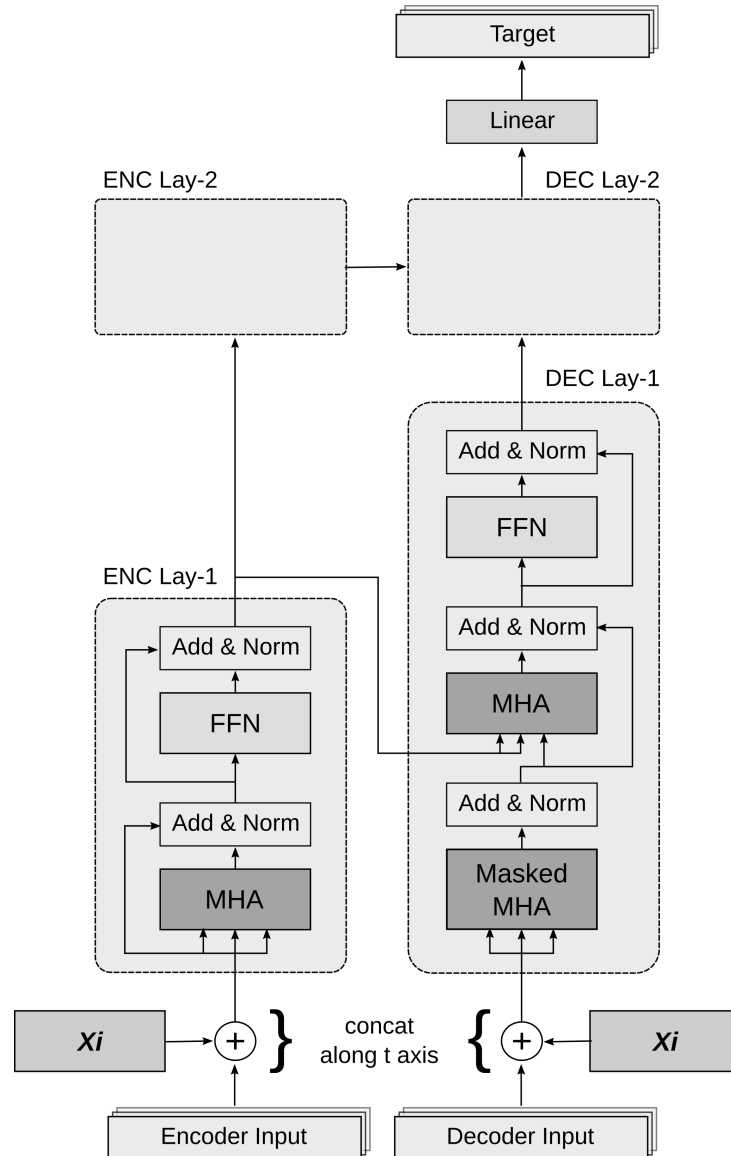 Target
Linear
ENC Lay-2
DEC Lay-2
DEC Lay-1
Add & Norm
FFN
ENC Lay-1
Add & Norm
Add & Norm
MHA
FFN
Add & Norm
Add & Norm
Masked
MHA
MHA
Xi
+
}
concat
along t axis
{
+
Xi
Encoder Input
Decoder Input